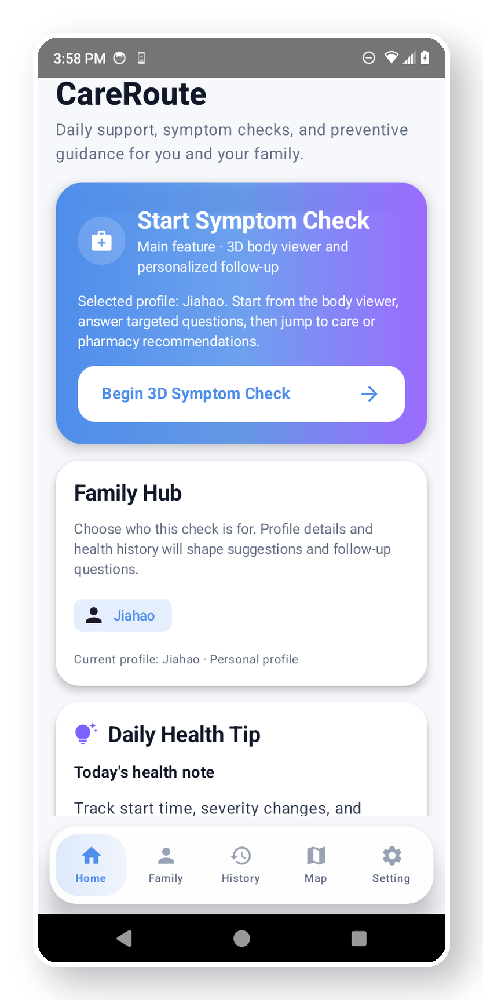 3:58 PM
CareRoute
Daily support, symptom checks, and preventive
guidance for you and your family.
Start Symptom Check
Main feature · 3D body viewer and
personalized follow-up
Selected profile: Jiahao. Start from the body viewer,
answer targeted questions, then jump to care or
pharmacy recommendations.
Begin 3D Symptom Check
Family Hub
Choose who this check is for. Profile details and
health history will shape suggestions and follow-up
questions.
Jiahao
Current profile: Jiahao · Personal profile
Daily Health Tip
Today's health note
Track start time, severity changes, and
Home
Family
History
Map
Setting